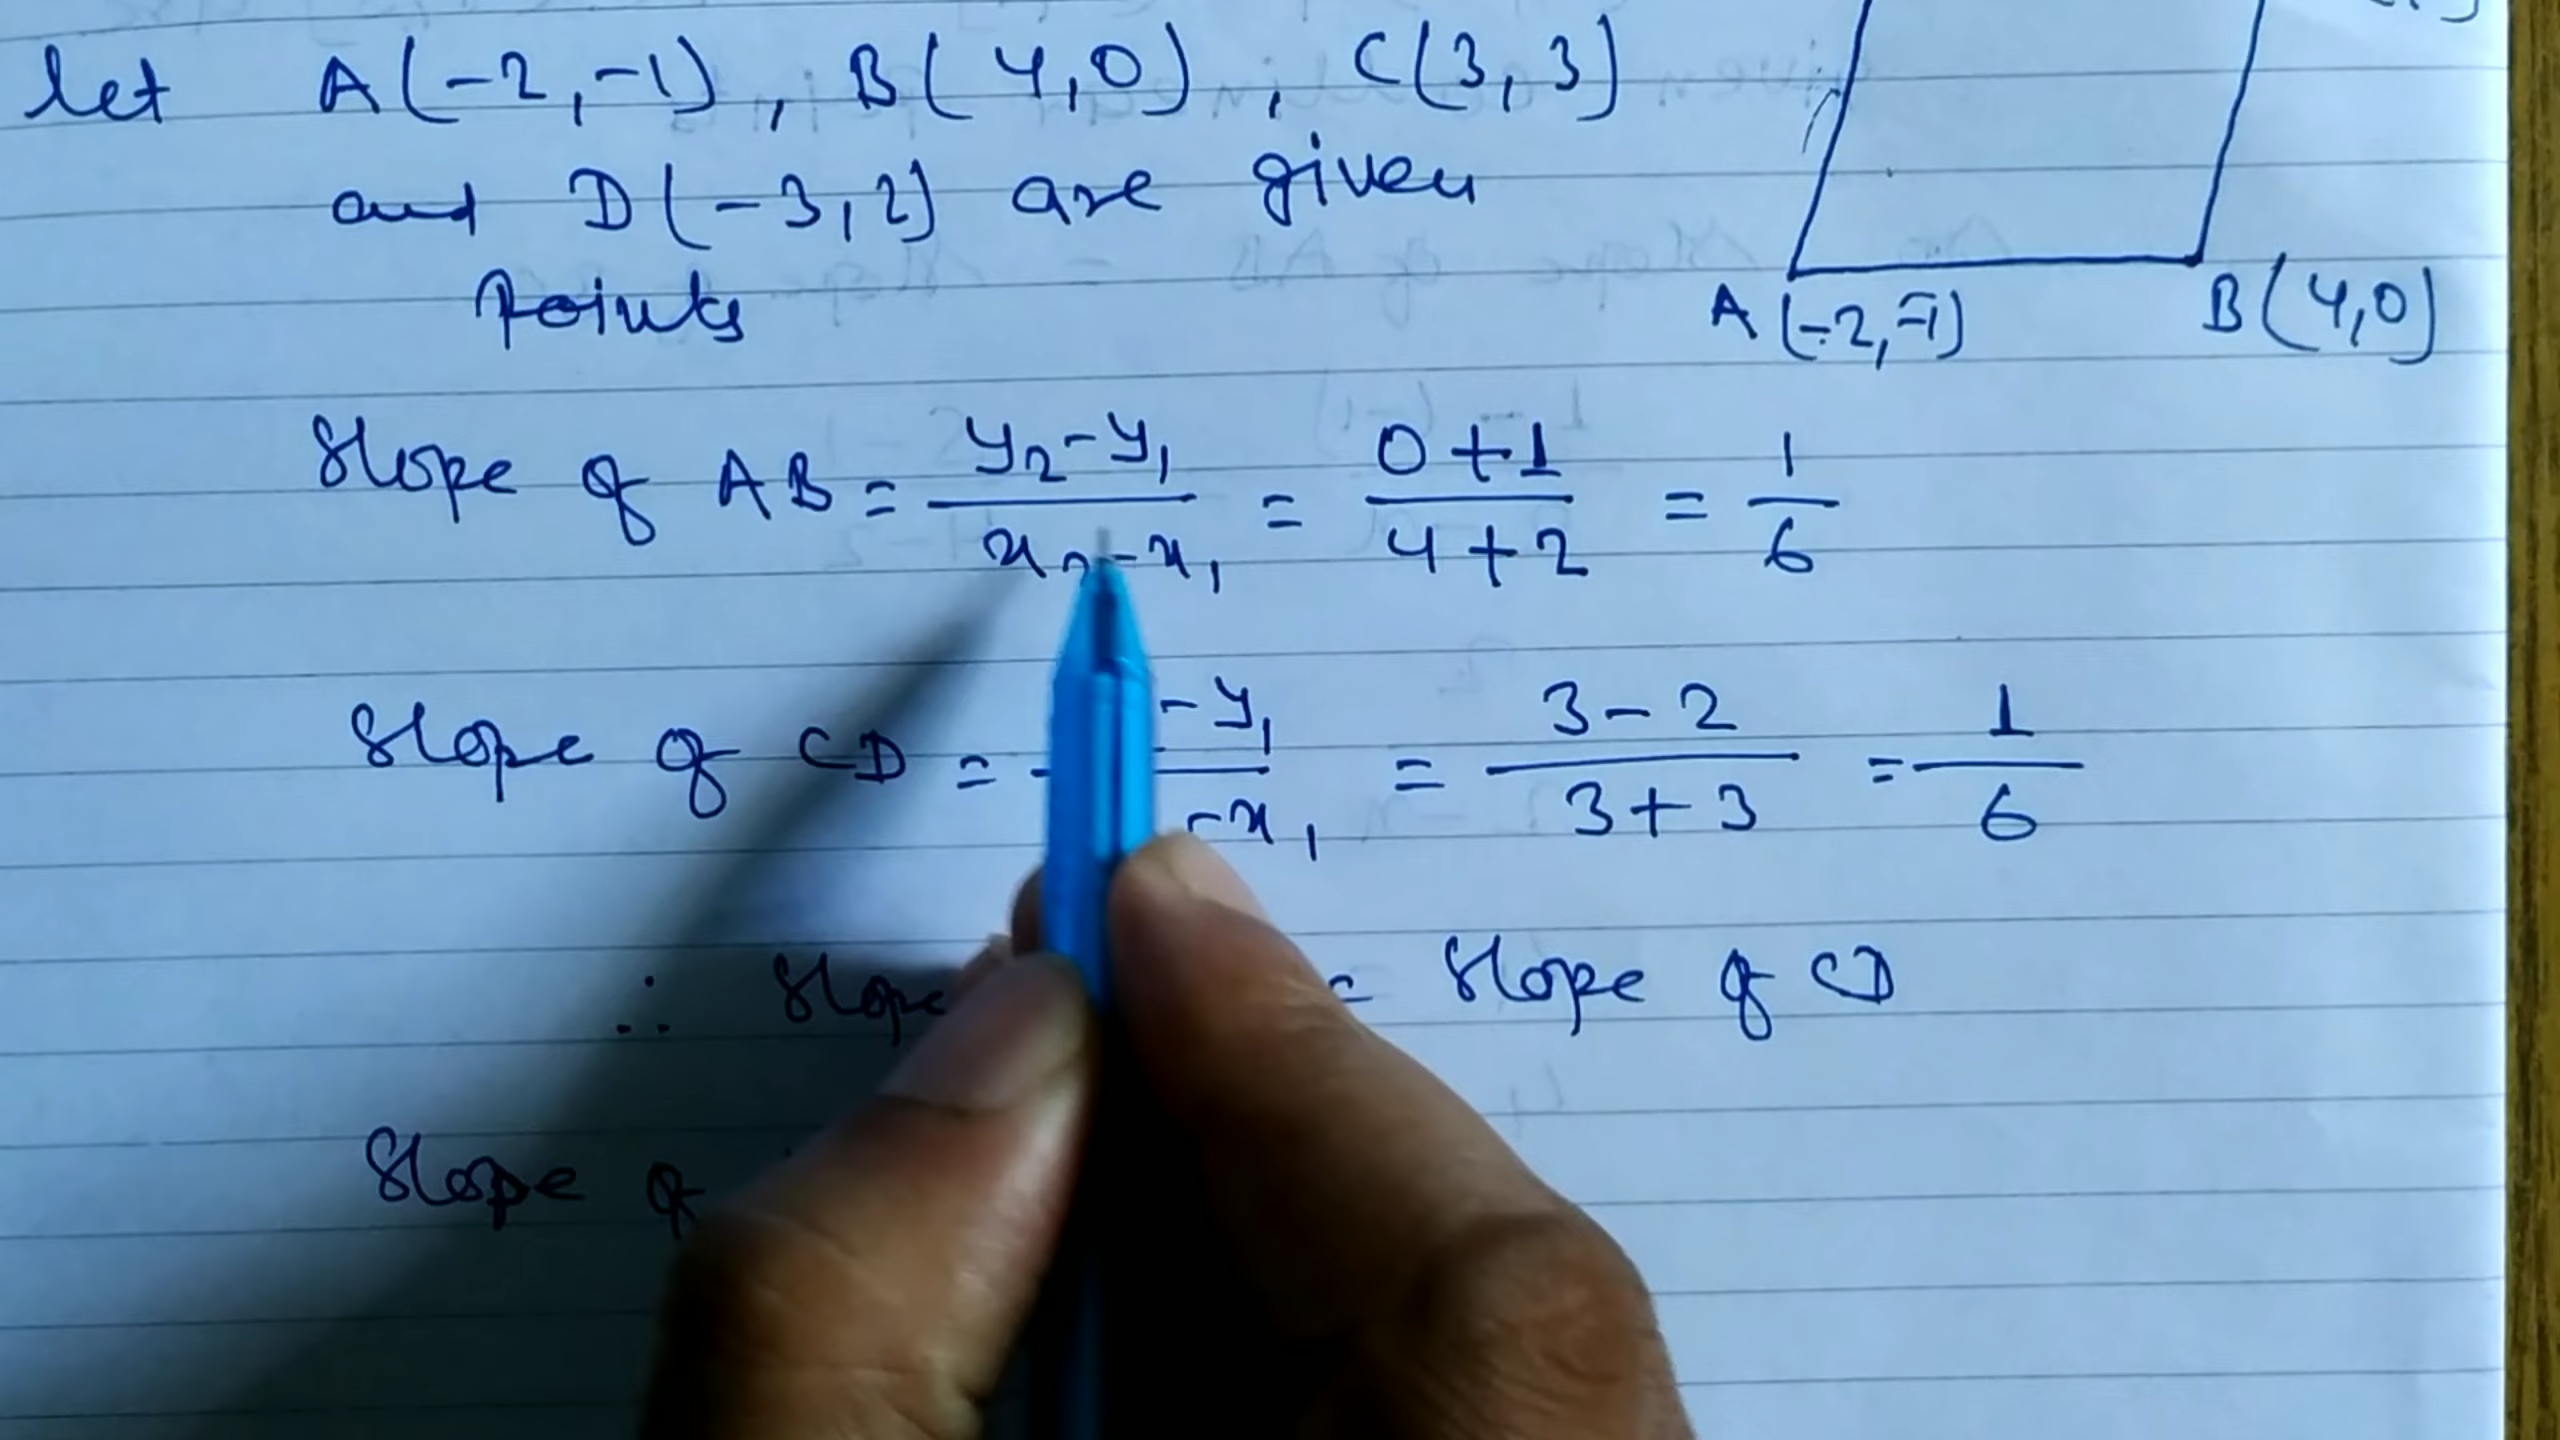 let A(-2,-1), B(4,0), C(3,3)
and D(-3,2) are given
points
A(-2,-1) B(4,0)
Slope of AB = y₂-y₁/x₂-x₁ = 0+1/4+2 = 1/6
Slope of CD = -y₁/-x₁ = 3-2/3+3 = 1/6
∴ Slope = Slope of CD
Slope of